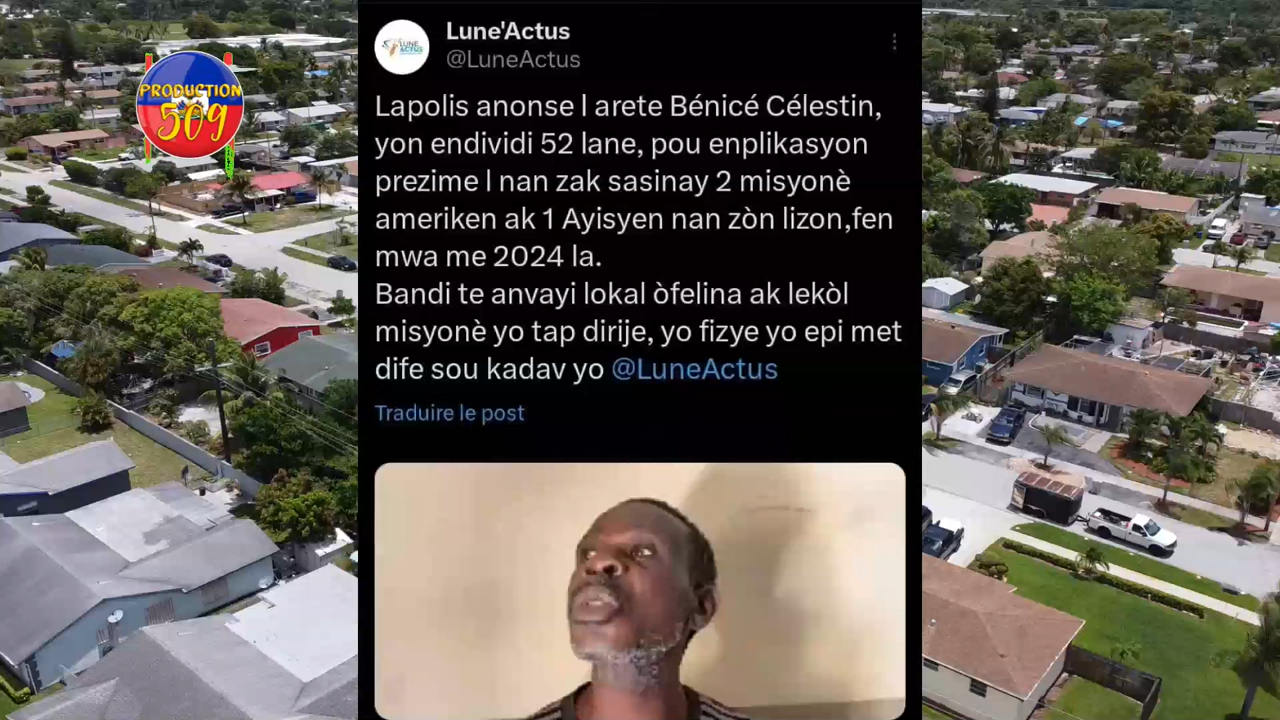 PRODUCTION
509
LUNE
ACTUS
Lune'Actus
@LuneActus
Lapolis anonse l arete Bénicé Célestin,
yon endividi 52 lane, pou enplikasyon
prezime l nan zak sasinay 2 misyonè
ameriken ak 1 Ayisyen nan zòn lizon,fen
mwa me 2024 la.
Bandi te anvayi lokal òfelina ak lekòl
misyonè yo tap dirije, yo fizye yo epi met
dife sou kadav yo @LuneActus
Traduire le post